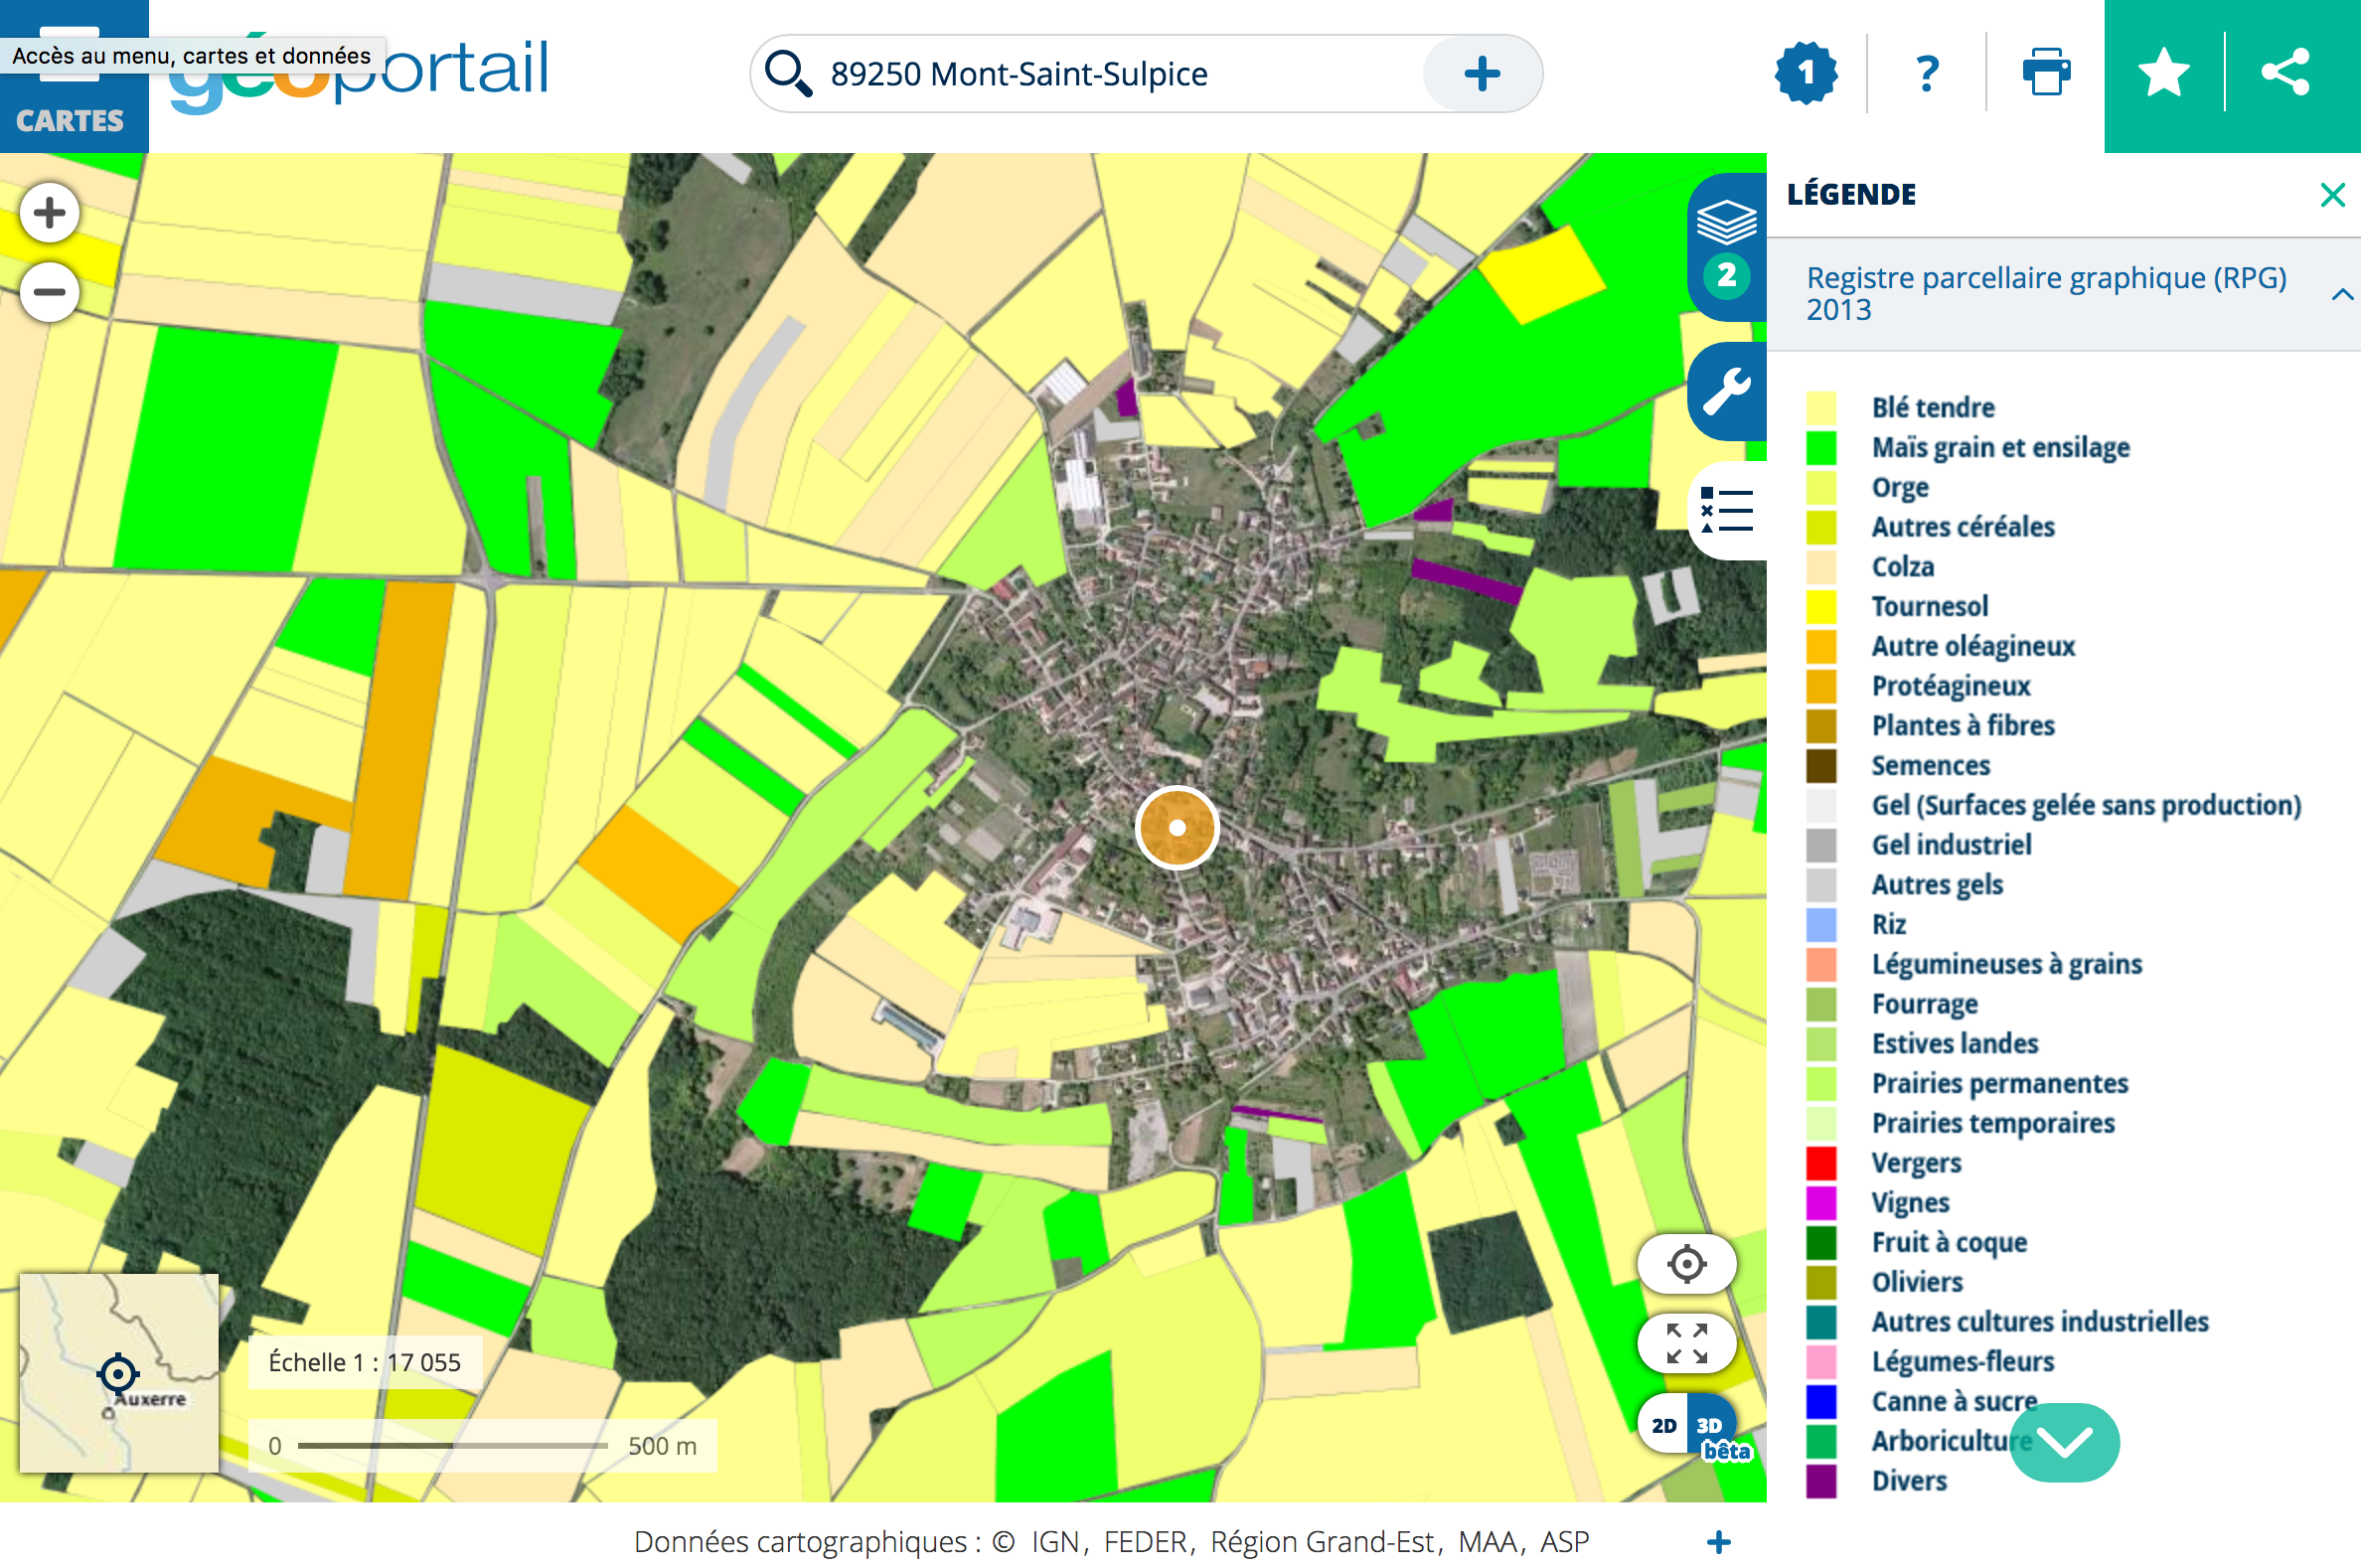 Accès au menu, cartes et données
CARTES
géoportail
89250 Mont-Saint-Sulpice
1
?
LÉGENDE
2
Registre parcellaire graphique (RPG)
2013
Blé tendre
Maïs grain et ensilage
Orge
Autres céréales
Colza
Tournesol
Autre oléagineux
Protéagineux
Plantes à fibres
Semences
Gel (Surfaces gelée sans production)
Gel industriel
Autres gels
Riz
Légumineuses à grains
Fourrage
Estives landes
Prairies permanentes
Prairies temporaires
Vergers
Vignes
Fruit à coque
Oliviers
Autres cultures industrielles
Légumes-fleurs
Canne à sucre
Arboriculture
Divers
Auxerre
Échelle 1 : 17 055
0 500 m
2D 3D
bêta
Données cartographiques : © IGN, FEDER, Région Grand-Est, MAA, ASP